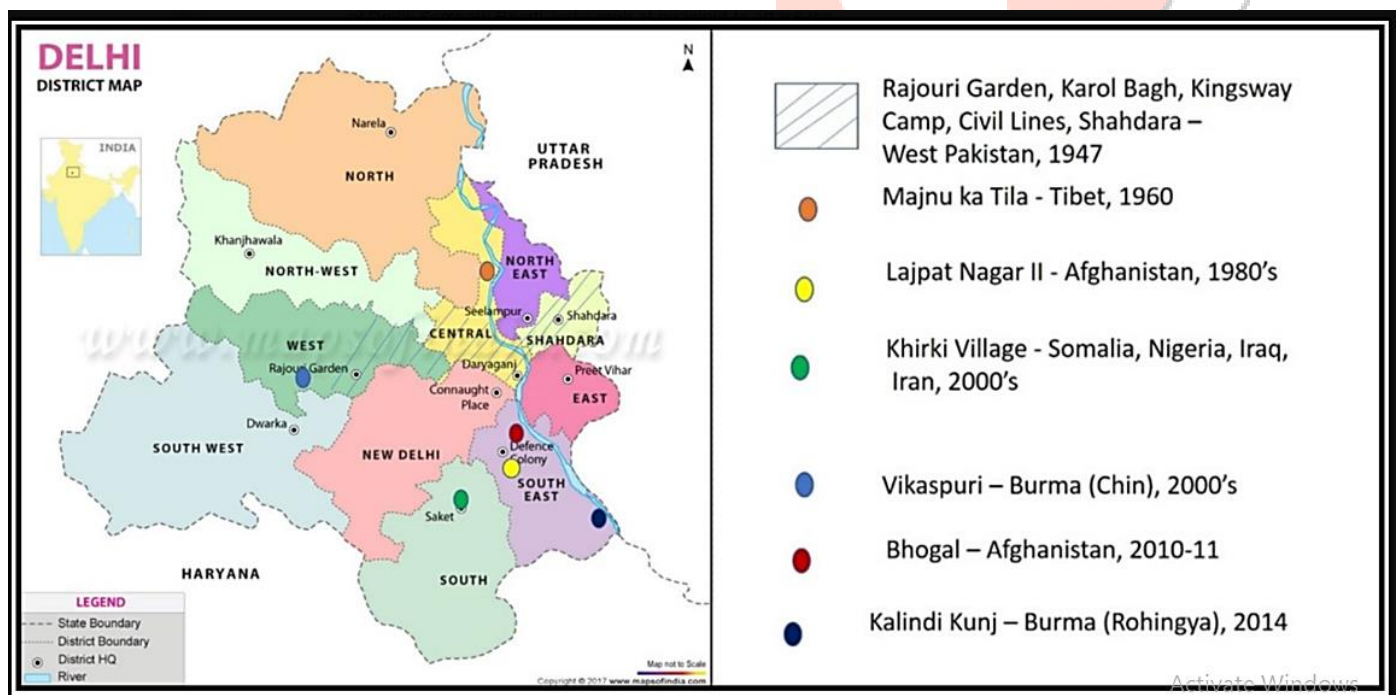 DELHI
DISTRICT MAP
INDIA
N
UTTAR
PRADESH
Narela
NORTH
Khanjhawala
NORTH-WEST
NORTH
EAST
Seelampur
Shahdara
CENTRAL
SHAHDARA
WEST
Rajouri Garden
Daryaganj
Preet Vihar
Connaught
Place
EAST
Dwarka
SOUTH WEST
NEW DELHI
Defence
Colony
SOUTH
EAST
Saket
HARYANA
SOUTH
LEGEND
State Boundary
District Boundary
District HQ
River
Map not to Scale
Copyright © 2017 www.mapsofindia.com
www.mapsofindia.com
Rajouri Garden, Karol Bagh, Kingsway
Camp, Civil Lines, Shahdara –
West Pakistan, 1947
Majnu ka Tila - Tibet, 1960
Lajpat Nagar II - Afghanistan, 1980's
Khirki Village - Somalia, Nigeria, Iraq,
Iran, 2000's
Vikaspuri – Burma (Chin), 2000's
Bhogal – Afghanistan, 2010-11
Kalindi Kunj – Burma (Rohingya), 2014
Activate Windows